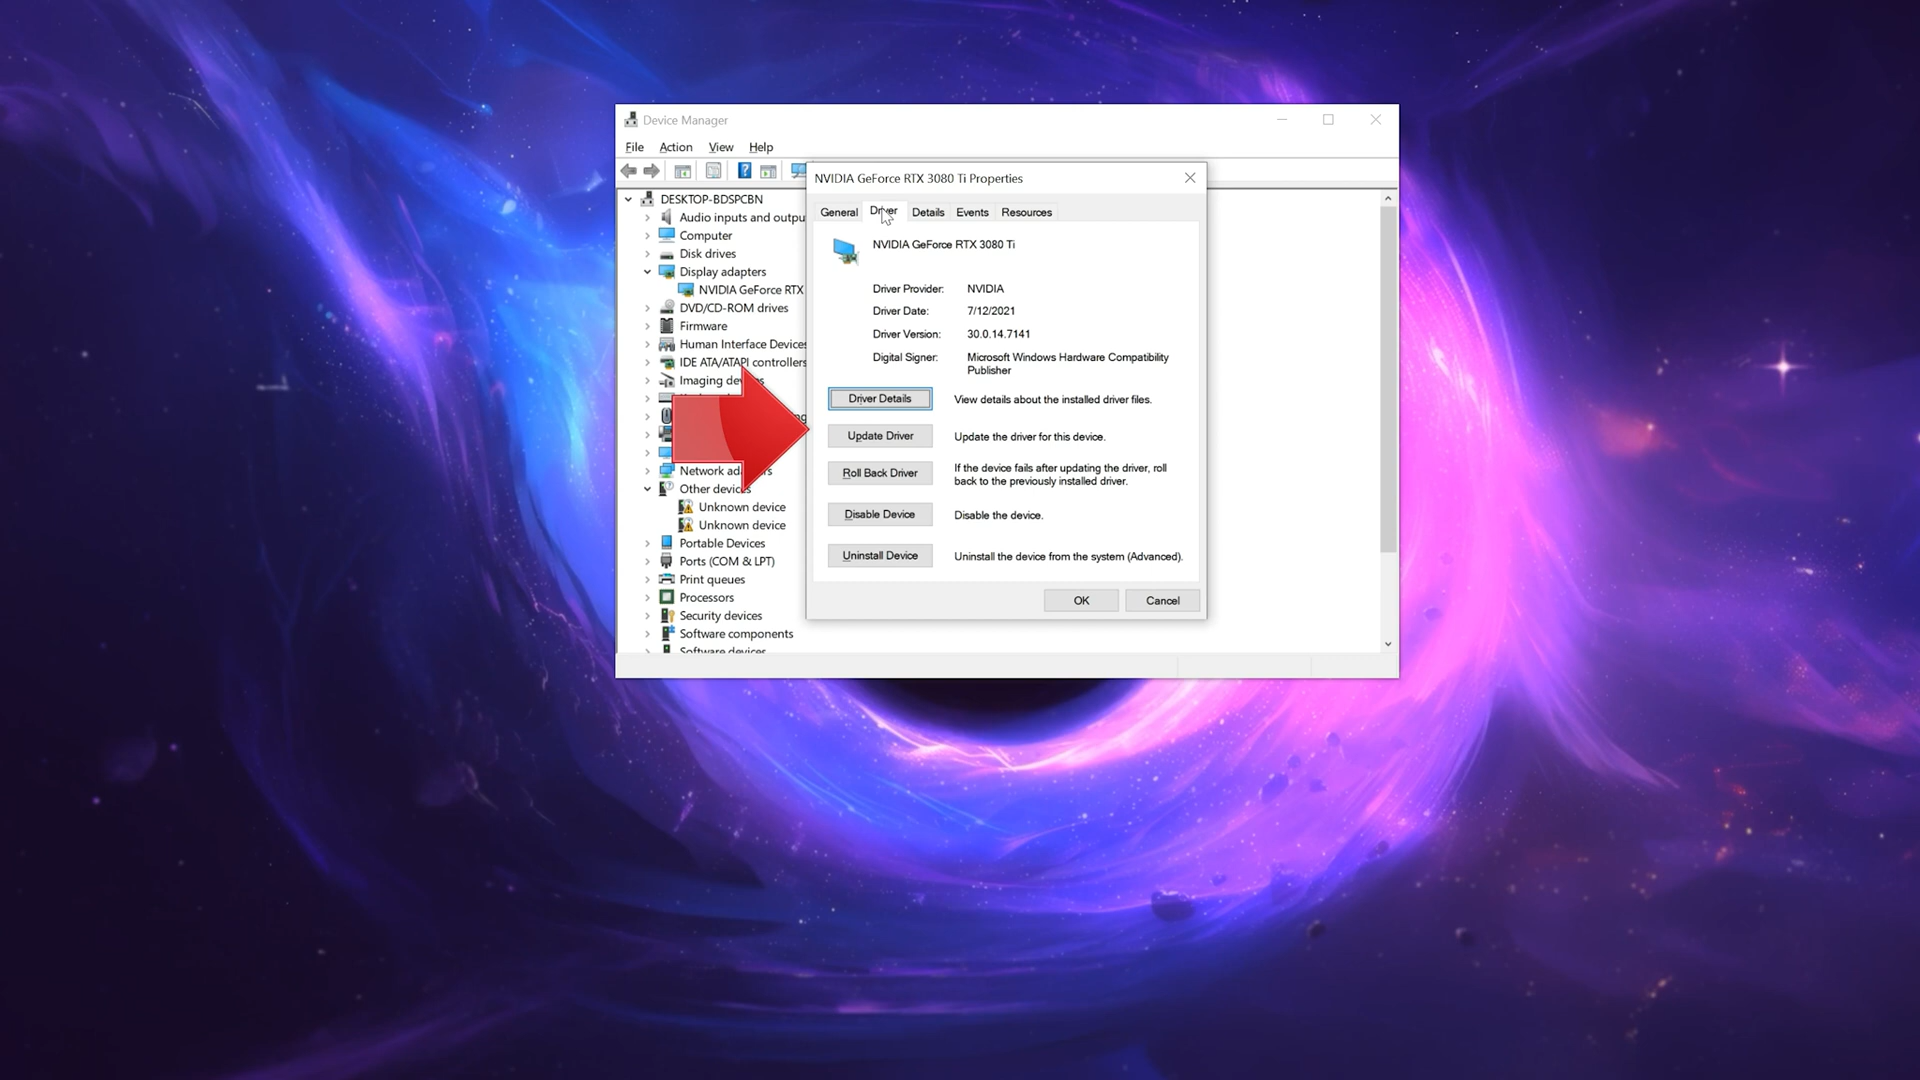 Device Manager
File Action View Help
NVIDIA GeForce RTX 3080 Ti Properties
DESKTOP-BDSPCBN
Audio inputs and outpu
Computer
Disk drives
Display adapters
NVIDIA GeForce RTX
DVD/CD-ROM drives
Firmware
Human Interface Devices
IDE ATA/ATAPI controllers
Imaging
Network
Other devices
Unknown device
Unknown device
Portable Devices
Ports (COM & LPT)
Print queues
Processors
Security devices
Software components
Software devices
General Driver Details Events Resources
NVIDIA GeForce RTX 3080 Ti
Driver Provider: NVIDIA
Driver Date: 7/12/2021
Driver Version: 30.0.14.7141
Digital Signer: Microsoft Windows Hardware Compatibility
Publisher
Driver Details View details about the installed driver files.
Update Driver Update the driver for this device.
Roll Back Driver If the device fails after updating the driver, roll
back to the previously installed driver.
Disable Device Disable the device.
Uninstall Device Uninstall the device from the system (Advanced).
OK Cancel